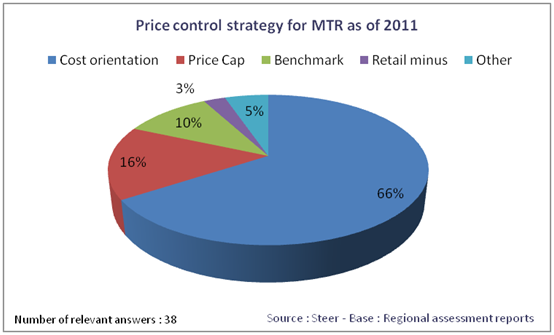 Price control strategy for MTR as of 2011
Cost orientation Price Cap Benchmark Retail minus Other
3%
5%
10%
16%
66%
Number of relevant answers : 38
Source : Steer - Base : Regional assessment reports